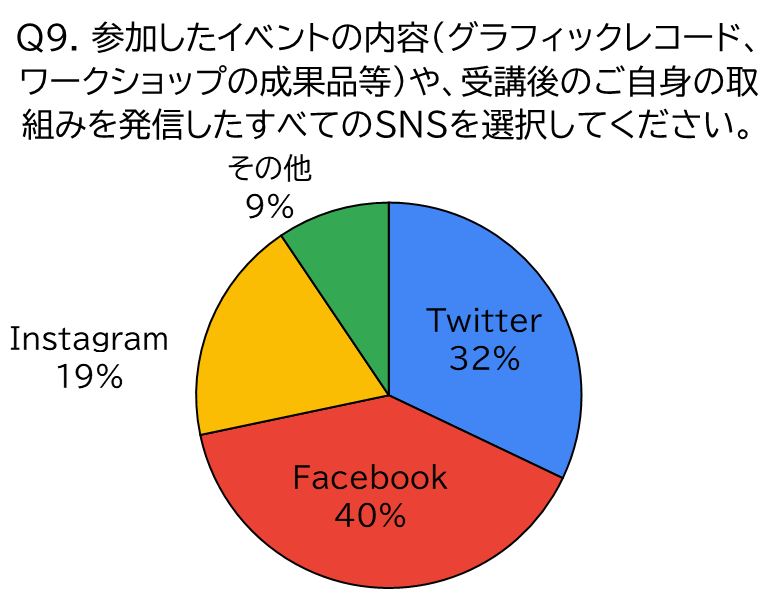 Q9. 参加したイベントの内容（グラフィックレコード、
ワークショップの成果品等）や、受講後のご自身の取
組みを発信したすべてのSNSを選択してください。
その他
9%
Twitter
32%
Instagram
19%
Facebook
40%